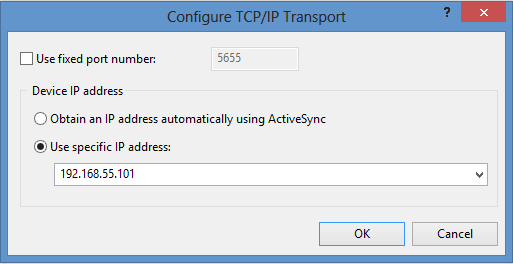 Configure TCP/IP Transport
?
Use fixed port number:
5655
Device IP address
Obtain an IP address automatically using ActiveSync
Use specific IP address:
192.168.55.101
OK
Cancel